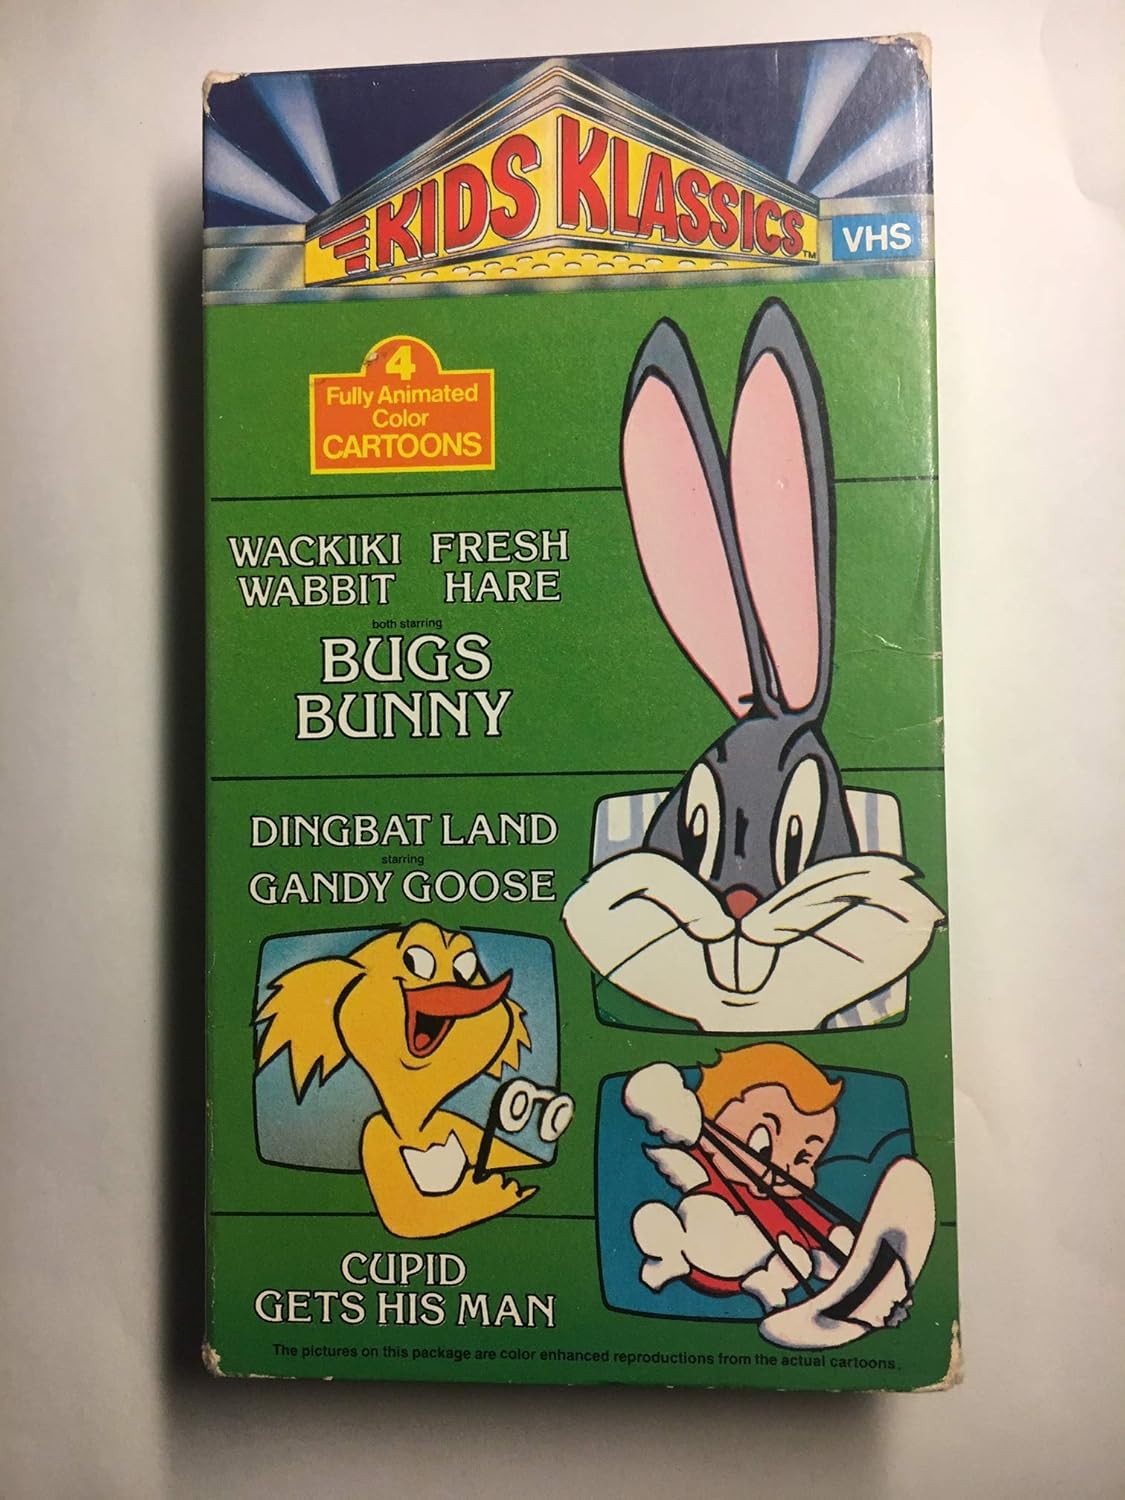 KIDS KLASSICS™
VHS
4
Fully Animated
Color
CARTOONS
WACKIKI WABBIT
FRESH HARE
both starring
BUGS
BUNNY
DINGBAT LAND
starring
GANDY GOOSE
CUPID
GETS HIS MAN
The pictures on this package are color enhanced reproductions from the actual cartoons.